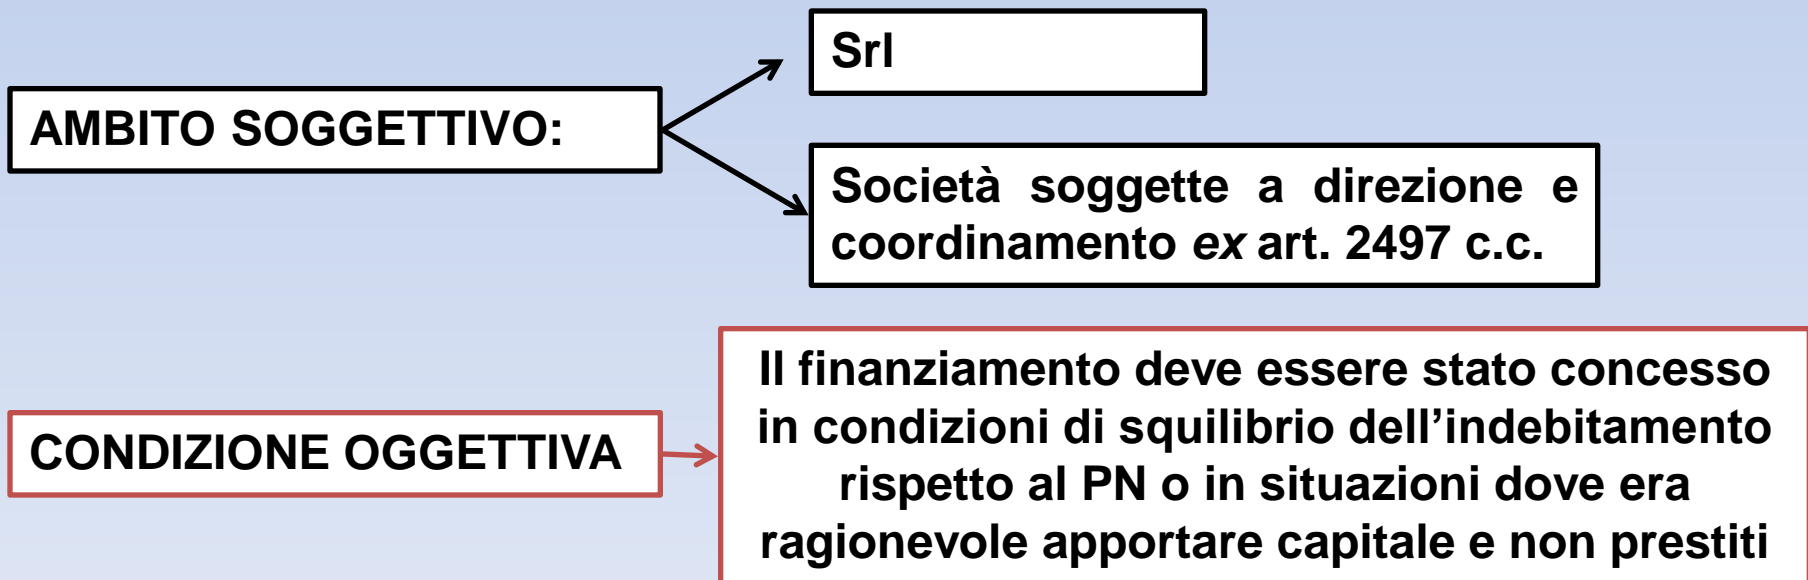 Srl
AMBITO SOGGETTIVO:
Società soggette a direzione e
coordinamento ex art. 2497 c.c.
Il finanziamento deve essere stato concesso
in condizioni di squilibrio dell’indebitamento
CONDIZIONE OGGETTIVA
rispetto al PN o in situazioni dove era
ragionevole apportare capitale e non prestiti